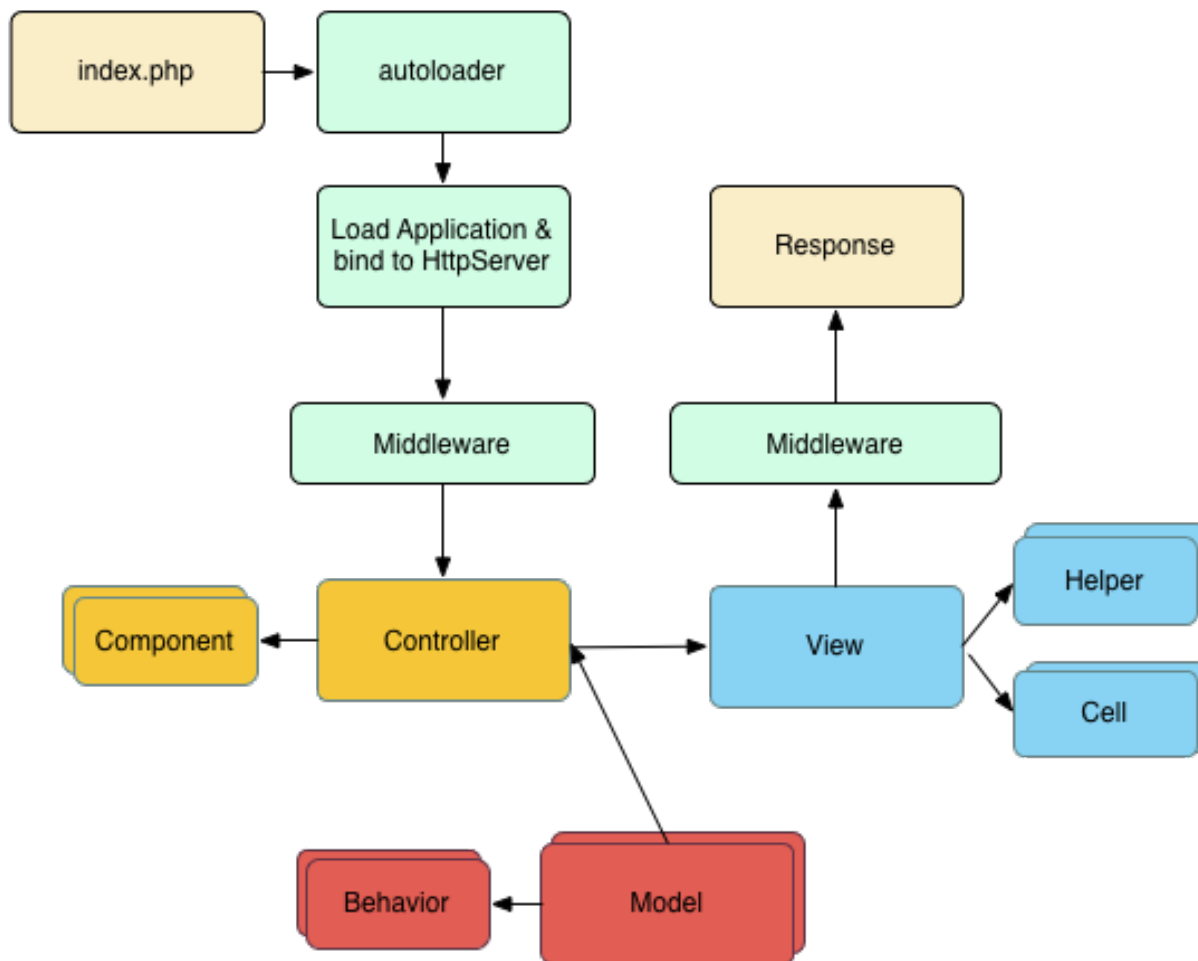 index.php
autoloader
Load Application &
bind to HttpServer
Response
Middleware
Middleware
Helper
Component
Controller
View
Cell
Behavior
Model